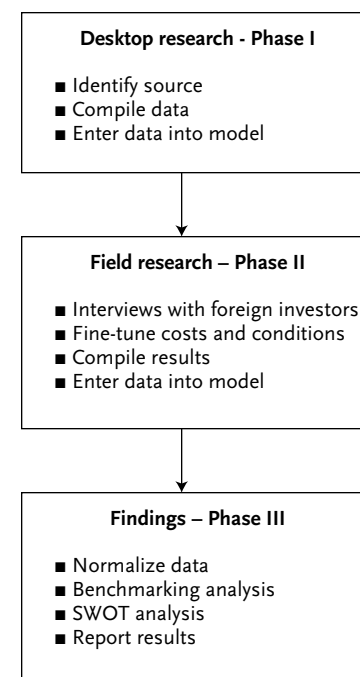 Desktop research - Phase I
■ Identify source
■ Compile data
■ Enter data into model
Field research – Phase II
■ Interviews with foreign investors
■ Fine-tune costs and conditions
■ Compile results
■ Enter data into model
Findings – Phase III
■ Normalize data
■ Benchmarking analysis
■ SWOT analysis
■ Report results